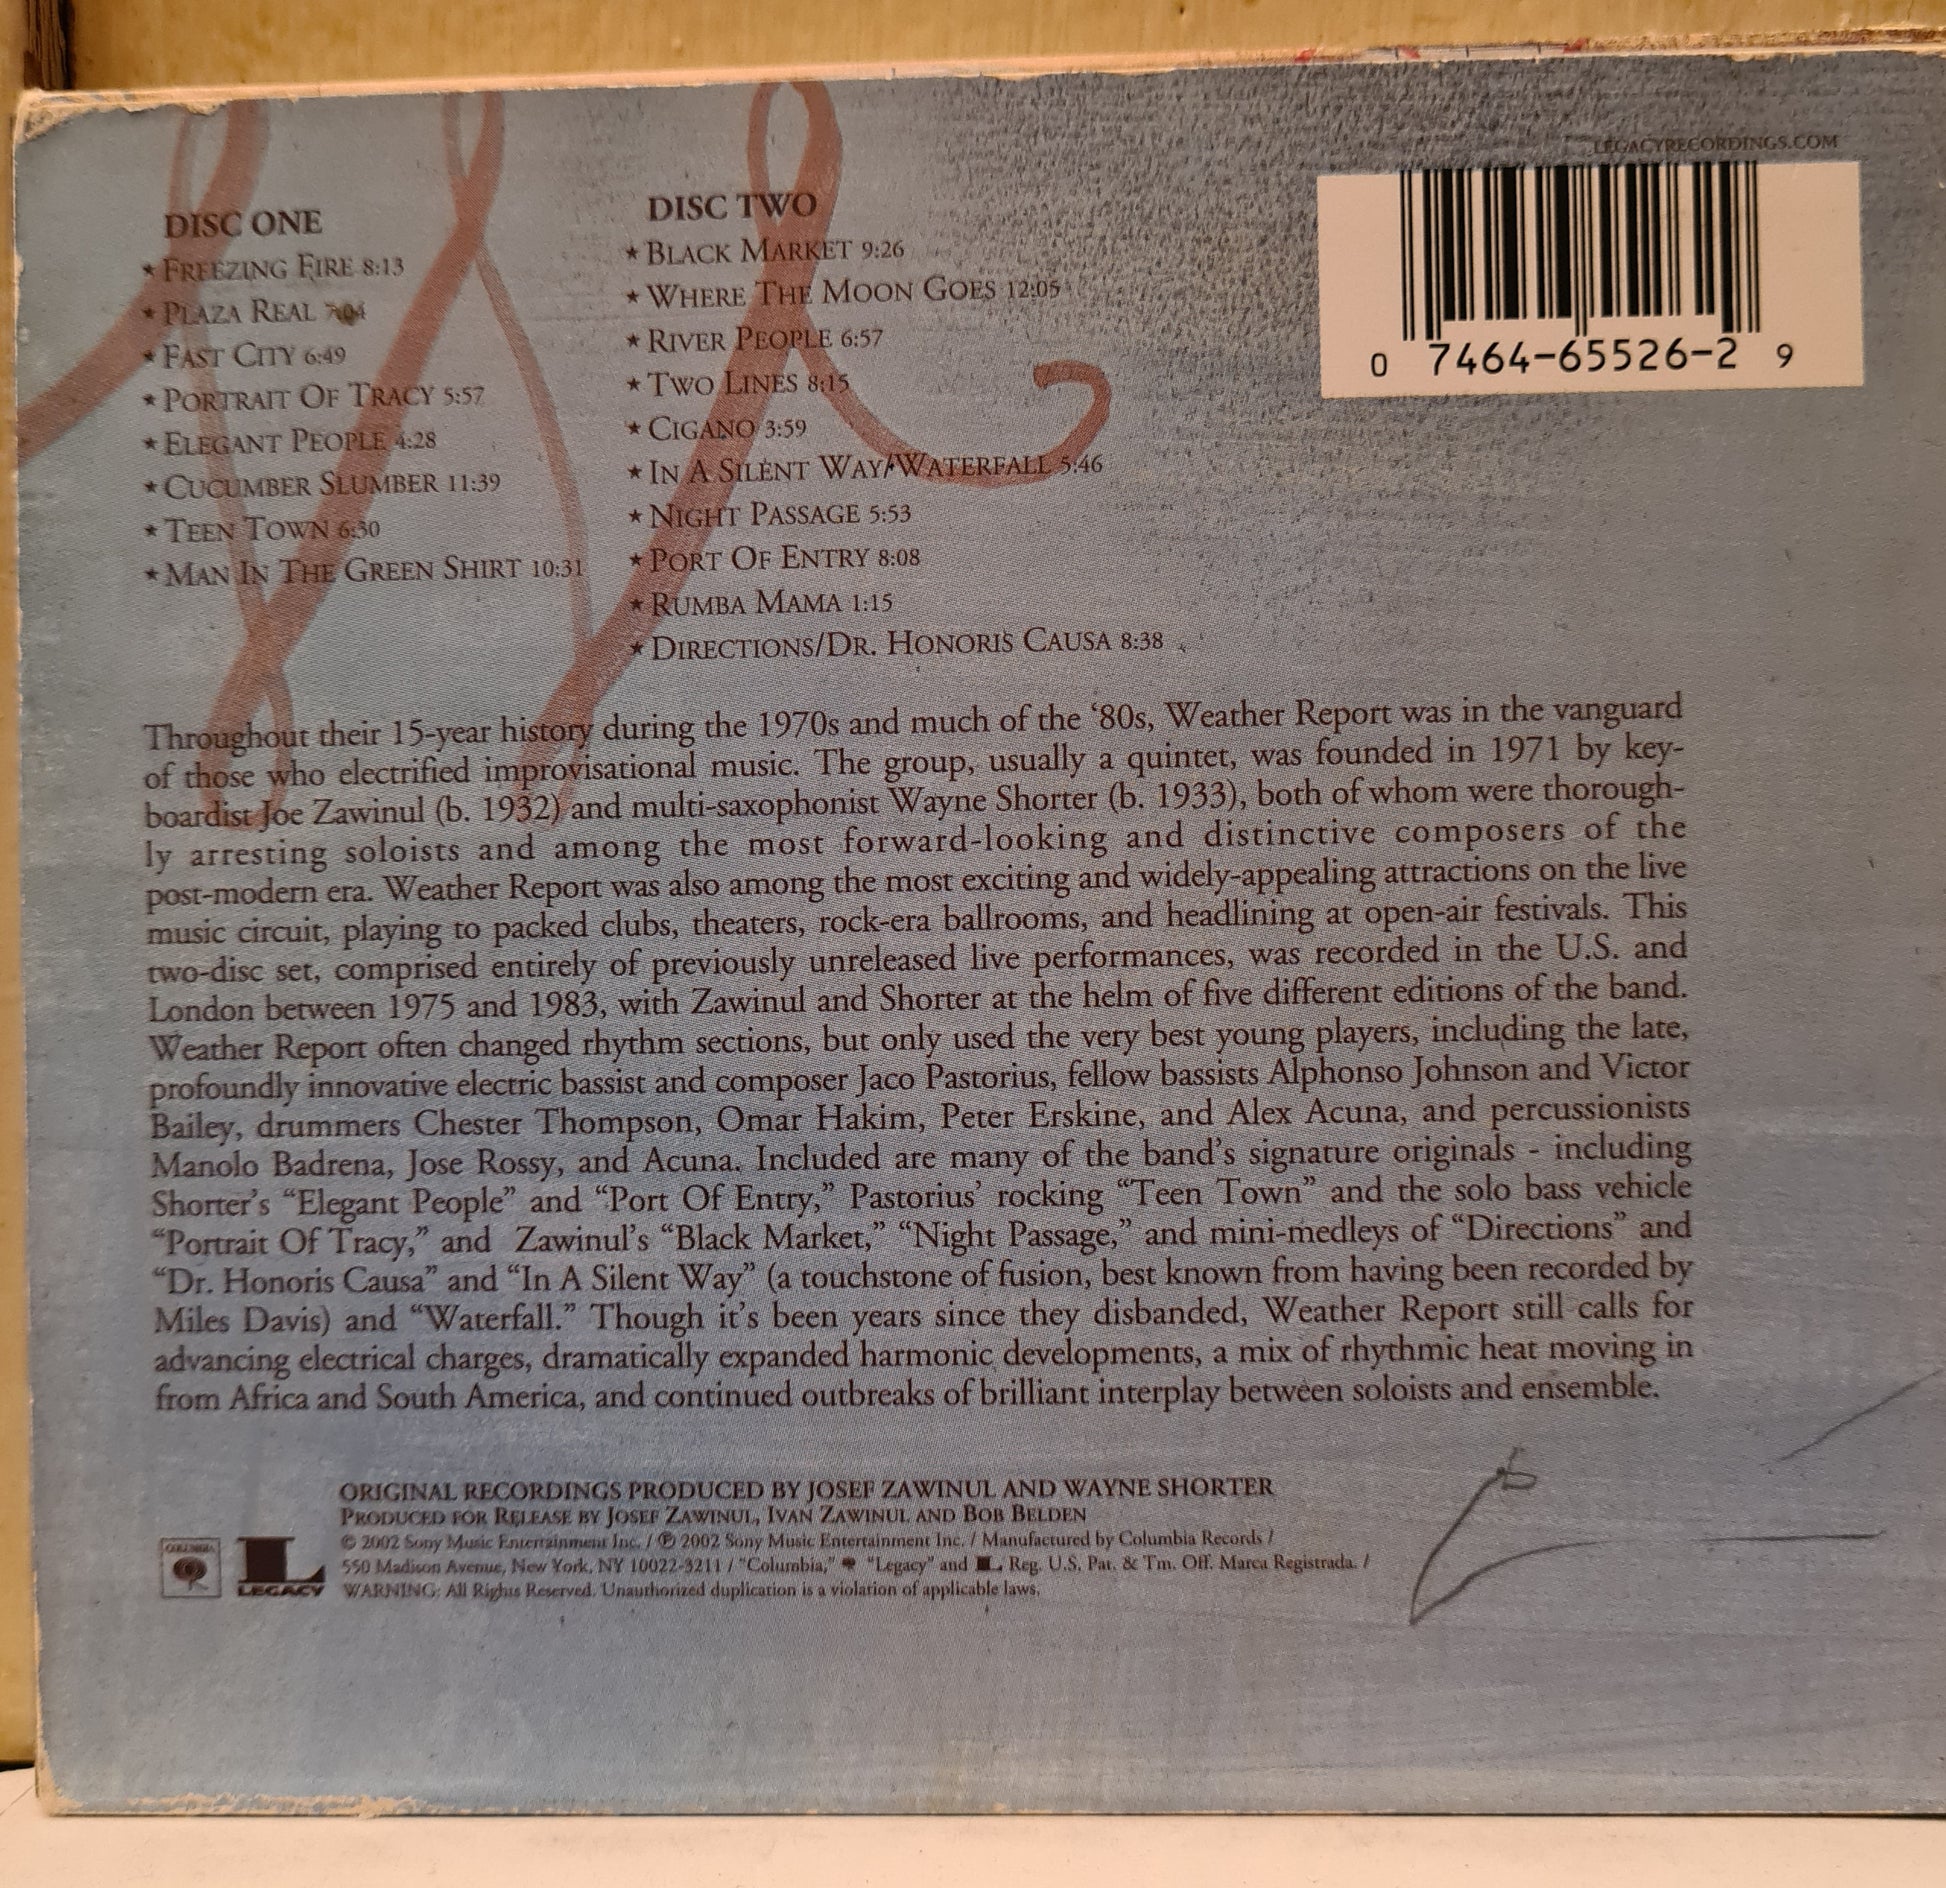 LEGACYRECORDINGS.COM
0 7464-65526-2 9
DISC ONE
★ FREEZING FIRE 8:13
★ PLAZA REAL 7:04
★ FAST CITY 6:49
★ PORTRAIT OF TRACY 5:57
★ ELEGANT PEOPLE 4:28
★ CUCUMBER SLUMBER 11:39
★ TEEN TOWN 6:30
★ MAN IN THE GREEN SHIRT 10:31
DISC TWO
★ BLACK MARKET 9:26
★ WHERE THE MOON GOES 12:05
★ RIVER PEOPLE 6:57
★ TWO LINES 8:15
★ CIGANO 3:59
★ IN A SILENT WAY/WATERFALL 5:46
★ NIGHT PASSAGE 5:53
★ PORT OF ENTRY 8:08
★ RUMBA MAMA 1:15
★ DIRECTIONS/DR. HONORIS CAUSA 8:38
Throughout their 15-year history during the 1970s and much of the ‘80s, Weather Report was in the vanguard
of those who electrified improvisational music. The group, usually a quintet, was founded in 1971 by key-
boardist Joe Zawinul (b. 1932) and multi-saxophonist Wayne Shorter (b. 1933), both of whom were thorough-
ly arresting soloists and among the most forward-looking and distinctive composers of the
post-modern era. Weather Report was also among the most exciting and widely-appealing attractions on the live
music circuit, playing to packed clubs, theaters, rock-era ballrooms, and headlining at open-air festivals. This
two-disc set, comprised entirely of previously unreleased live performances, was recorded in the U.S. and
London between 1975 and 1983, with Zawinul and Shorter at the helm of five different editions of the band.
Weather Report often changed rhythm sections, but only used the very best young players, including the late,
profoundly innovative electric bassist and composer Jaco Pastorius, fellow bassists Alphonso Johnson and Victor
Bailey, drummers Chester Thompson, Omar Hakim, Peter Erskine, and Alex Acuna, and percussionists
Manolo Badrena, Jose Rossy, and Acuna. Included are many of the band's signature originals - including
Shorter's “Elegant People” and “Port Of Entry,” Pastorius' rocking “Teen Town” and the solo bass vehicle
“Portrait Of Tracy,” and Zawinul's “Black Market,” “Night Passage,” and mini-medleys of “Directions” and
“Dr. Honoris Causa” and “In A Silent Way” (a touchstone of fusion, best known from having been recorded by
Miles Davis) and “Waterfall.” Though it's been years since they disbanded, Weather Report still calls for
advancing electrical charges, dramatically expanded harmonic developments, a mix of rhythmic heat moving in
from Africa and South America, and continued outbreaks of brilliant interplay between soloists and ensemble.
ORIGINAL RECORDINGS PRODUCED BY JOSEF ZAWINUL AND WAYNE SHORTER
PRODUCED FOR RELEASE BY JOSEF ZAWINUL, IVAN ZAWINUL AND BOB BELDEN
© 2002 Sony Music Entertainment Inc. / ℗ 2002 Sony Music Entertainment Inc. / Manufactured by Columbia Records /
550 Madison Avenue, New York, NY 10022-3211 / "Columbia," "Legacy" and L Reg. U.S. Pat. & Tm. Off. Marca Registrada. /
WARNING: All Rights Reserved. Unauthorized duplication is a violation of applicable laws.
COLUMBIA
L
LEGACY